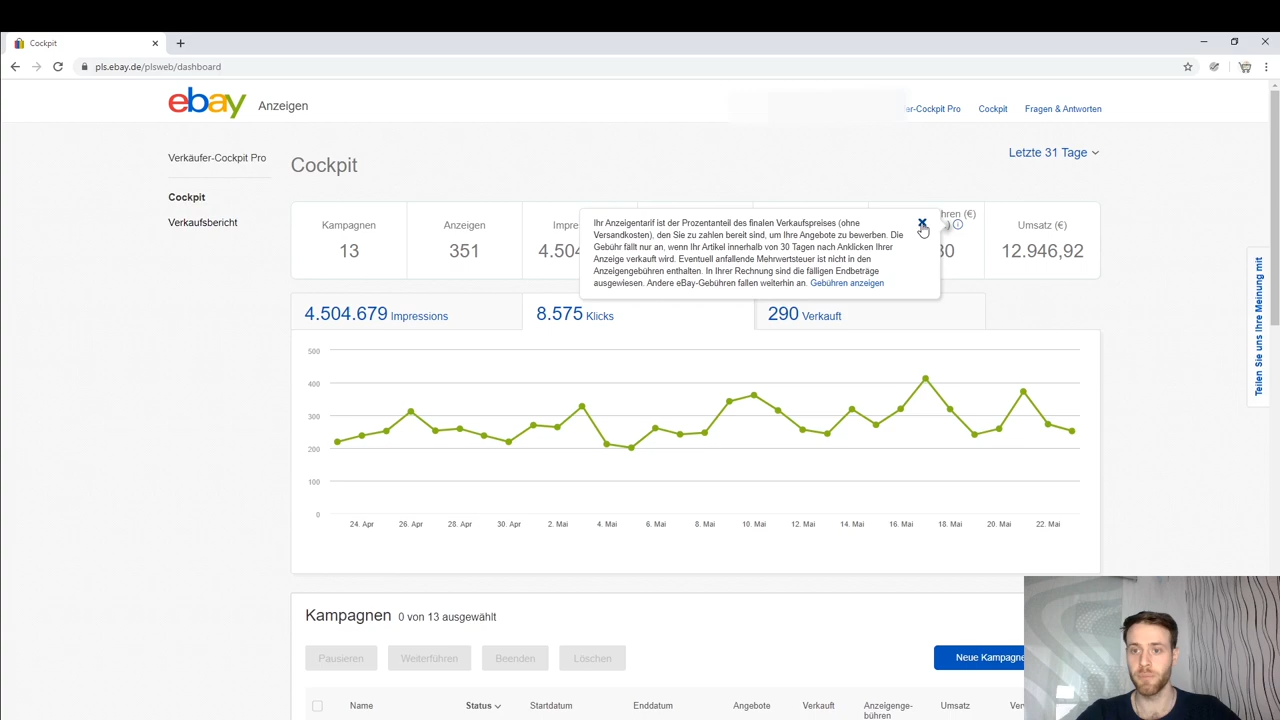 Cockpit
pls.ebay.de/plsweb/dashboard
ebay Anzeigen
er-Cockpit Pro Cockpit Fragen & Antworten
Verkäufer-Cockpit Pro
Cockpit
Verkaufsbericht
Cockpit
Letzte 31 Tage
Kampagnen
13
Anzeigen
351
Impre
4.504
hren (€)
30
Umsatz (€)
12.946,92
Ihr Anzeigentarif ist der Prozentanteil des finalen Verkaufspreises (ohne
Versandkosten), den Sie zu zahlen bereit sind, um Ihre Angebote zu bewerben. Die
Gebühr fällt nur an, wenn Ihr Artikel innerhalb von 30 Tagen nach Anklicken Ihrer
Anzeige verkauft wird. Eventuell anfallende Mehrwertsteuer ist nicht in den
Anzeigengebühren enthalten. In Ihrer Rechnung sind die fälligen Endbeträge
ausgewiesen. Andere eBay-Gebühren fallen weiterhin an. Gebühren anzeigen
4.504.679 Impressions
8.575 Klicks
290 Verkauft
500
400
300
200
100
0
24. Apr 26. Apr 28. Apr 30. Apr 2. Mai 4. Mai 6. Mai 8. Mai 10. Mai 12. Mai 14. Mai 16. Mai 18. Mai 20. Mai 22. Mai
Teilen Sie uns Ihre Meinung mit
Kampagnen 0 von 13 ausgewählt
Pausieren Weiterführen Beenden Löschen
Neue Kampagne
Name Status Startdatum Enddatum Angebote Verkauft Anzeigenge-
bühren Umsatz Ver